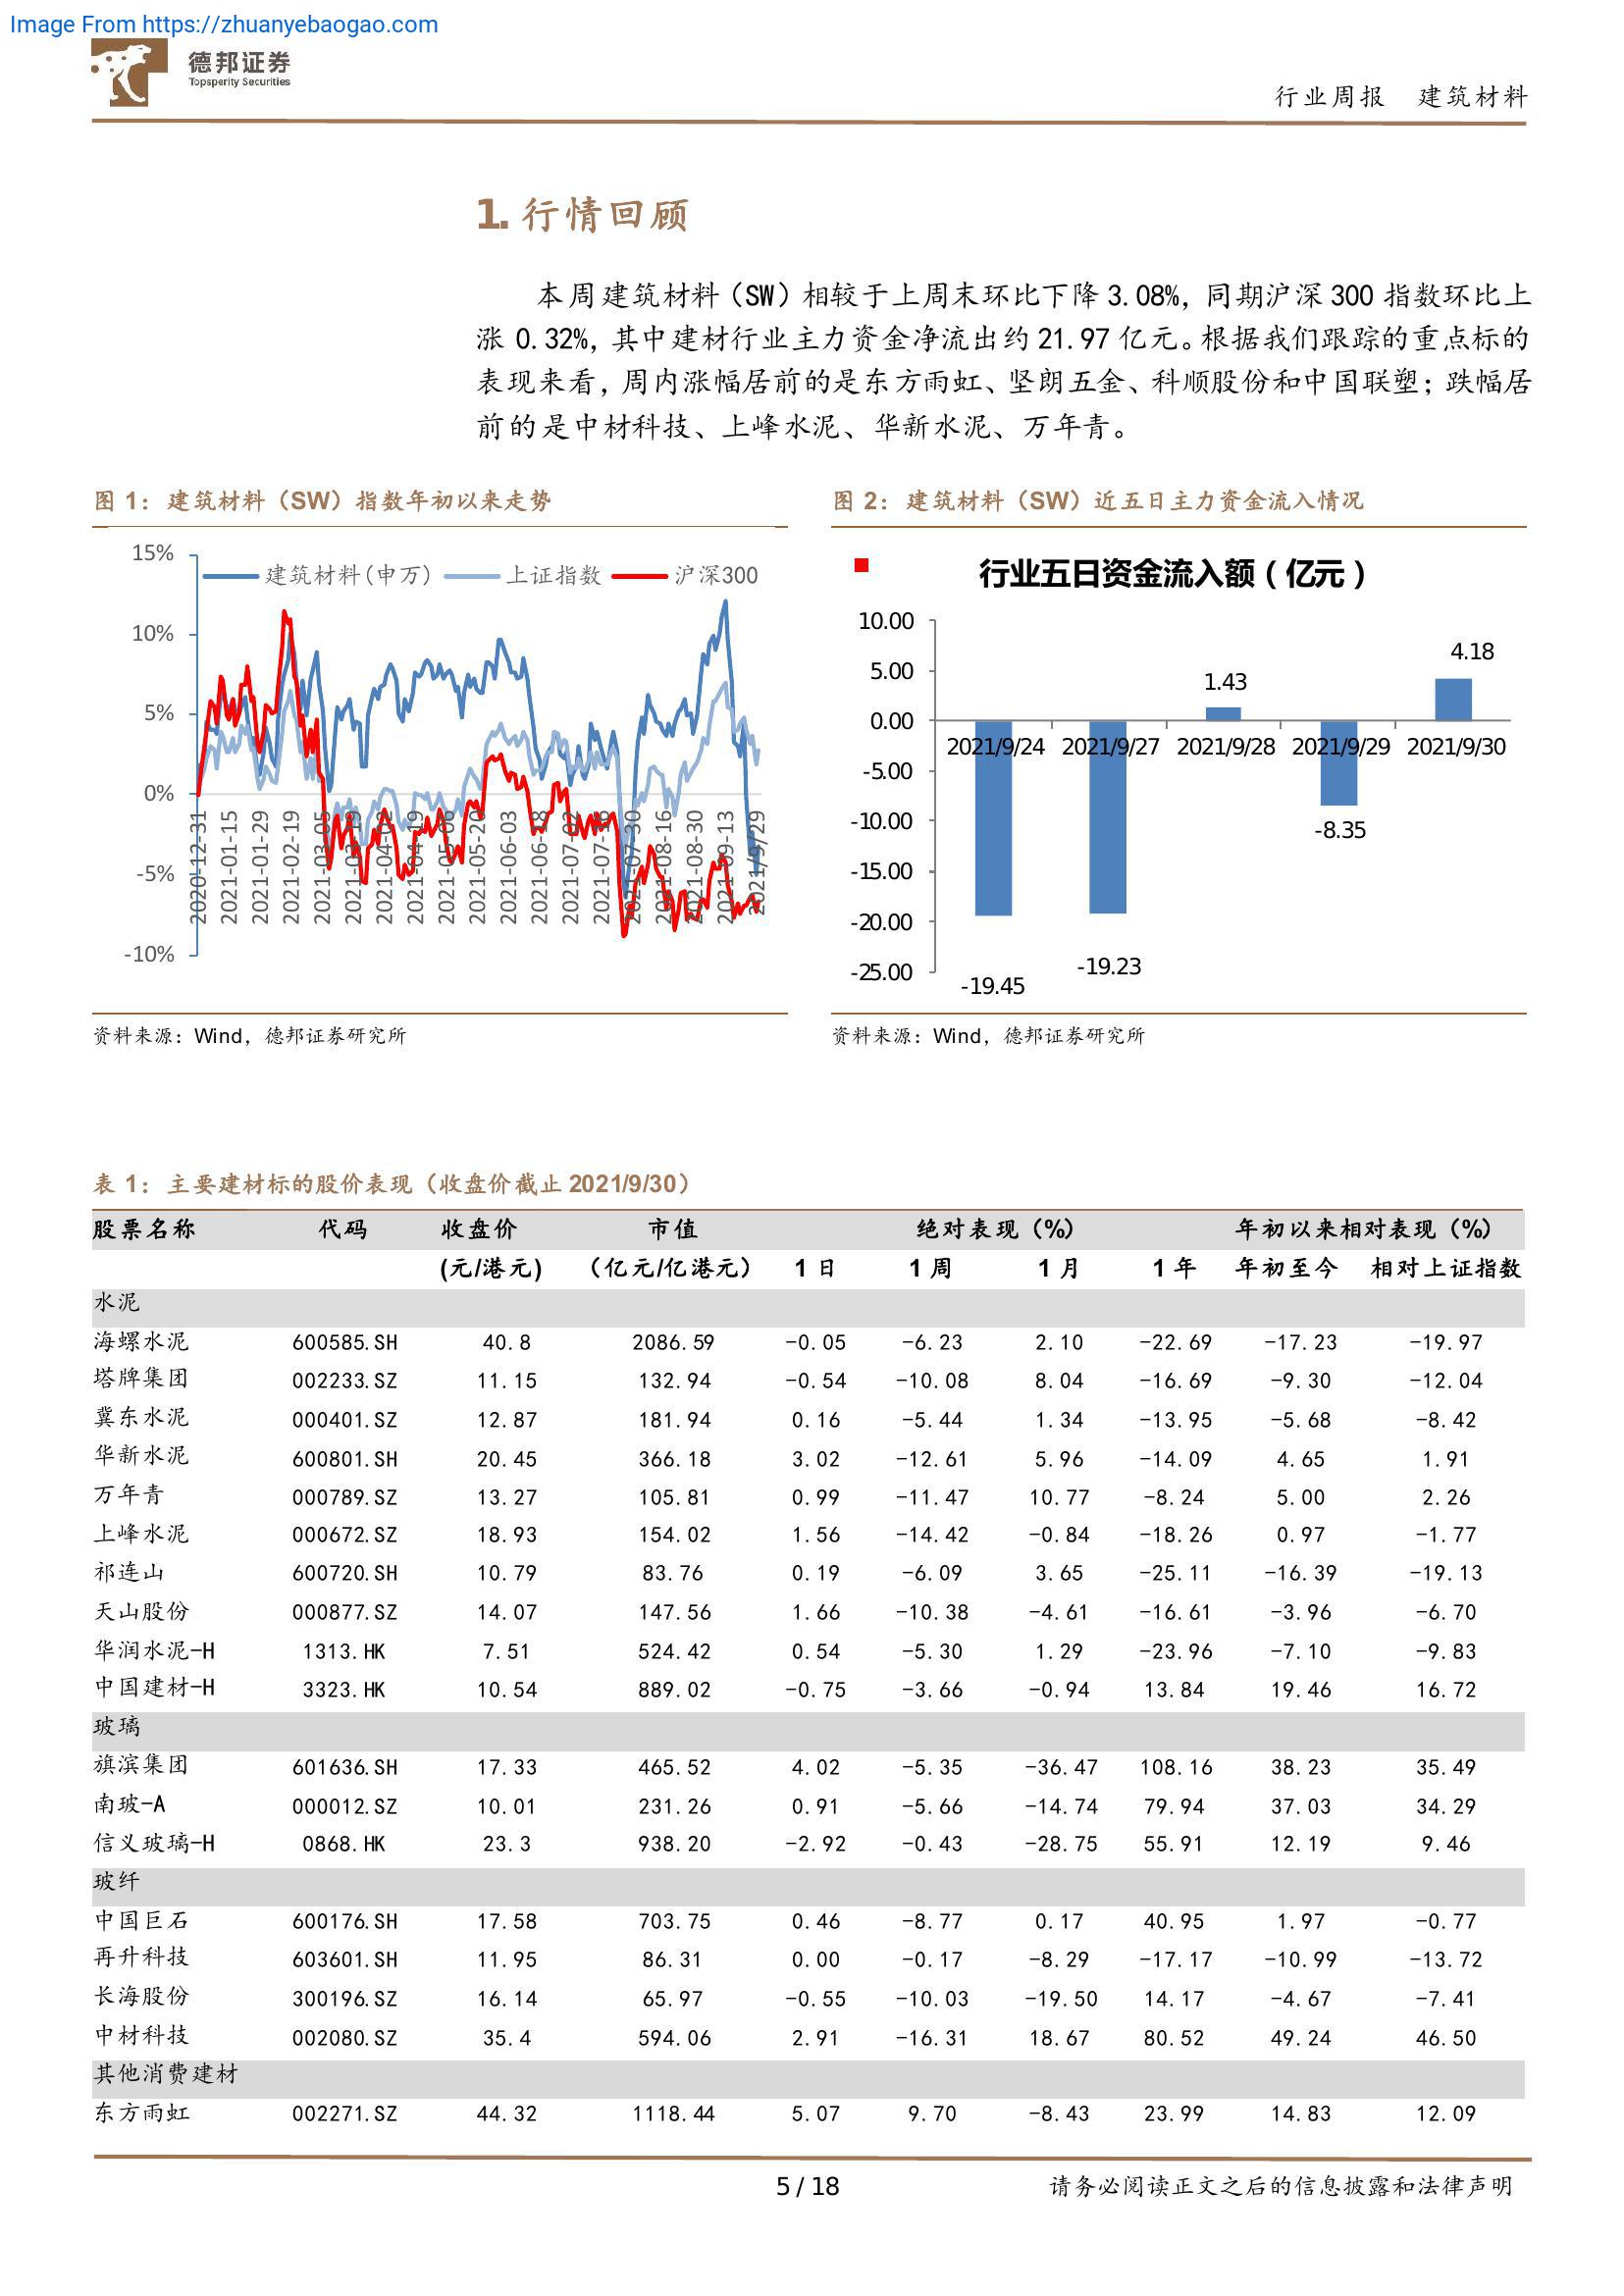 Image From https://zhuanyebaogao.com
德邦证券
Topsperity Securities
行业周报 建筑材料
1. 行情回顾
本周建筑材料（SW）相较于上周末环比下降 3.08%，同期沪深 300 指数环比上
涨 0.32%，其中建材行业主力资金净流出约 21.97 亿元。根据我们跟踪的重点标的
表现来看，周内涨幅居前的是东方雨虹、坚朗五金、科顺股份和中国联塑；跌幅居
前的是中材科技、上峰水泥、华新水泥、万年青。
图 1：建筑材料（SW）指数年初以来走势
15%
10%
5%
0%
-5%
-10%
建筑材料(申万) 上证指数 沪深300
2020-12-31
2021-01-15
2021-01-29
2021-02-19
2021-03-05
2021-03-19
2021-04-02
2021-04-19
2021-05-06
2021-05-20
2021-06-03
2021-06-18
2021-07-02
2021-07-16
2021-07-30
2021-08-16
2021-08-30
2021-09-13
2021/9/29
资料来源：Wind，德邦证券研究所
图 2：建筑材料（SW）近五日主力资金流入情况
行业五日资金流入额（亿元）
10.00
5.00
0.00
-5.00
-10.00
-15.00
-20.00
-25.00
2021/9/24 2021/9/27 2021/9/28 2021/9/29 2021/9/30
-19.45
-19.23
1.43
-8.35
4.18
资料来源：Wind，德邦证券研究所
表 1：主要建材标的股价表现（收盘价截止 2021/9/30）
股票名称 代码 收盘价 市值 绝对表现（%） 年初以来相对表现（%）
(元/港元) （亿元/亿港元） 1 日 1 周 1 月 1 年 年初至今 相对上证指数
水泥
海螺水泥 600585.SH 40.8 2086.59 -0.05 -6.23 2.10 -22.69 -17.23 -19.97
塔牌集团 002233.SZ 11.15 132.94 -0.54 -10.08 8.04 -16.69 -9.30 -12.04
冀东水泥 000401.SZ 12.87 181.94 0.16 -5.44 1.34 -13.95 -5.68 -8.42
华新水泥 600801.SH 20.45 366.18 3.02 -12.61 5.96 -14.09 4.65 1.91
万年青 000789.SZ 13.27 105.81 0.99 -11.47 10.77 -8.24 5.00 2.26
上峰水泥 000672.SZ 18.93 154.02 1.56 -14.42 -0.84 -18.26 0.97 -1.77
祁连山 600720.SH 10.79 83.76 0.19 -6.09 3.65 -25.11 -16.39 -19.13
天山股份 000877.SZ 14.07 147.56 1.66 -10.38 -4.61 -16.61 -3.96 -6.70
华润水泥-H 1313.HK 7.51 524.42 0.54 -5.30 1.29 -23.96 -7.10 -9.83
中国建材-H 3323.HK 10.54 889.02 -0.75 -3.66 -0.94 13.84 19.46 16.72
玻璃
旗滨集团 601636.SH 17.33 465.52 4.02 -5.35 -36.47 108.16 38.23 35.49
南玻-A 000012.SZ 10.01 231.26 0.91 -5.66 -14.74 79.94 37.03 34.29
信义玻璃-H 0868.HK 23.3 938.20 -2.92 -0.43 -28.75 55.91 12.19 9.46
玻纤
中国巨石 600176.SH 17.58 703.75 0.46 -8.77 0.17 40.95 1.97 -0.77
再升科技 603601.SH 11.95 86.31 0.00 -0.17 -8.29 -17.17 -10.99 -13.72
长海股份 300196.SZ 16.14 65.97 -0.55 -10.03 -19.50 14.17 -4.67 -7.41
中材科技 002080.SZ 35.4 594.06 2.91 -16.31 18.67 80.52 49.24 46.50
其他消费建材
东方雨虹 002271.SZ 44.32 1118.44 5.07 9.70 -8.43 23.99 14.83 12.09
5 / 18
请务必阅读正文之后的信息披露和法律声明